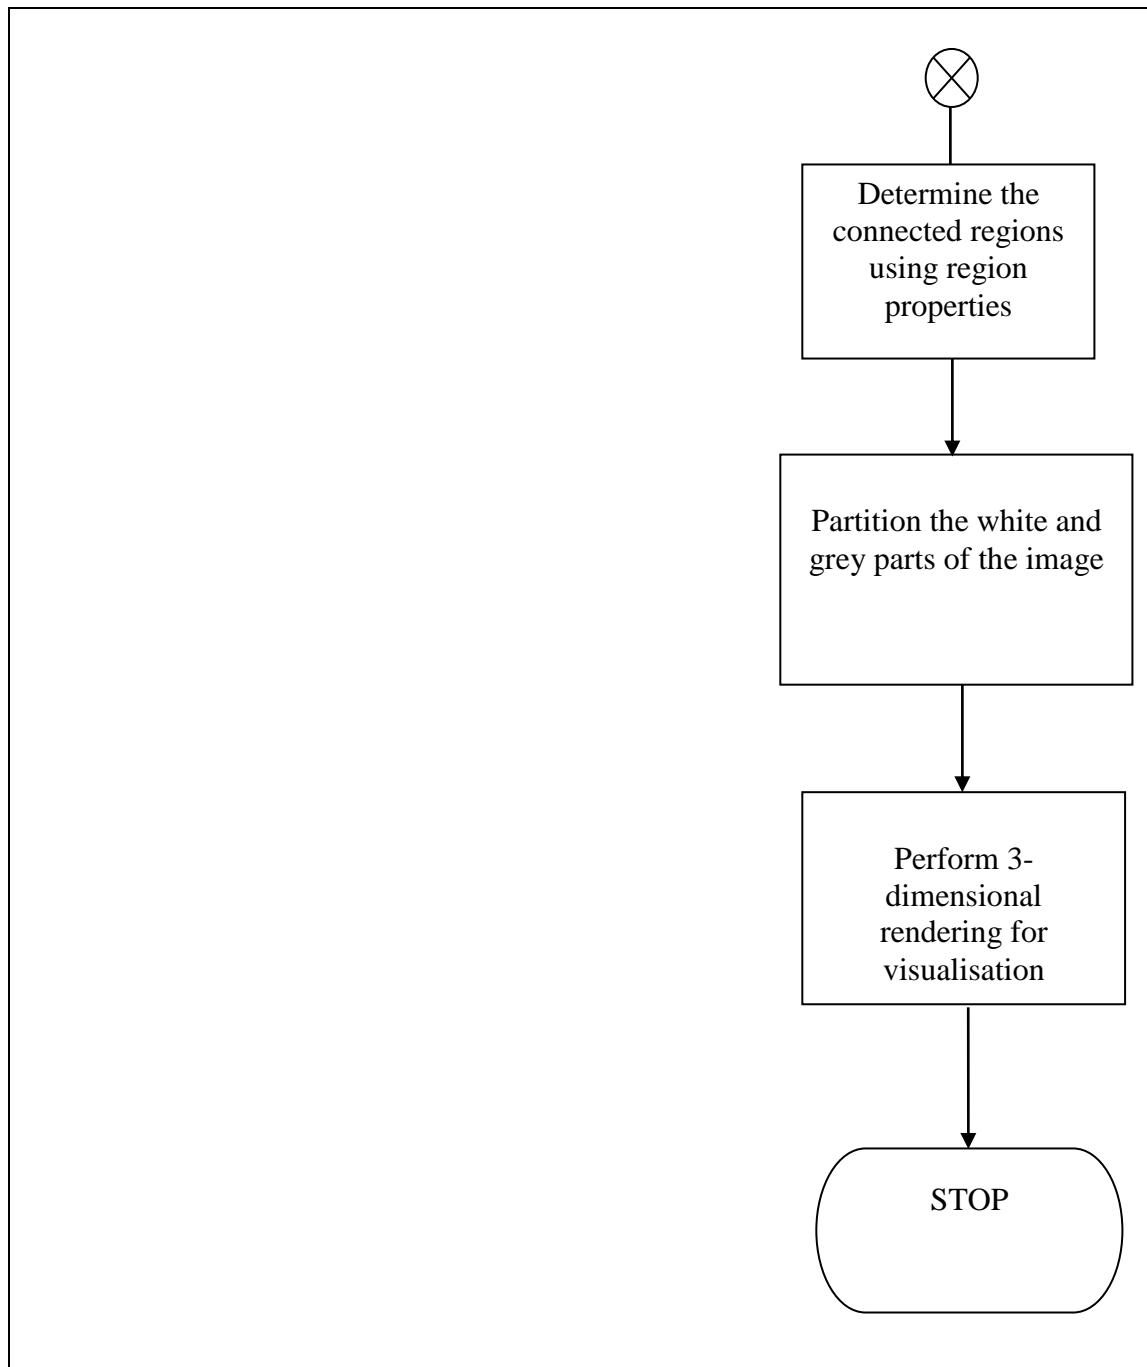 Determine the
connected regions
using region
properties
Partition the white and
grey parts of the image
Perform 3-
dimensional
rendering for
visualisation
STOP